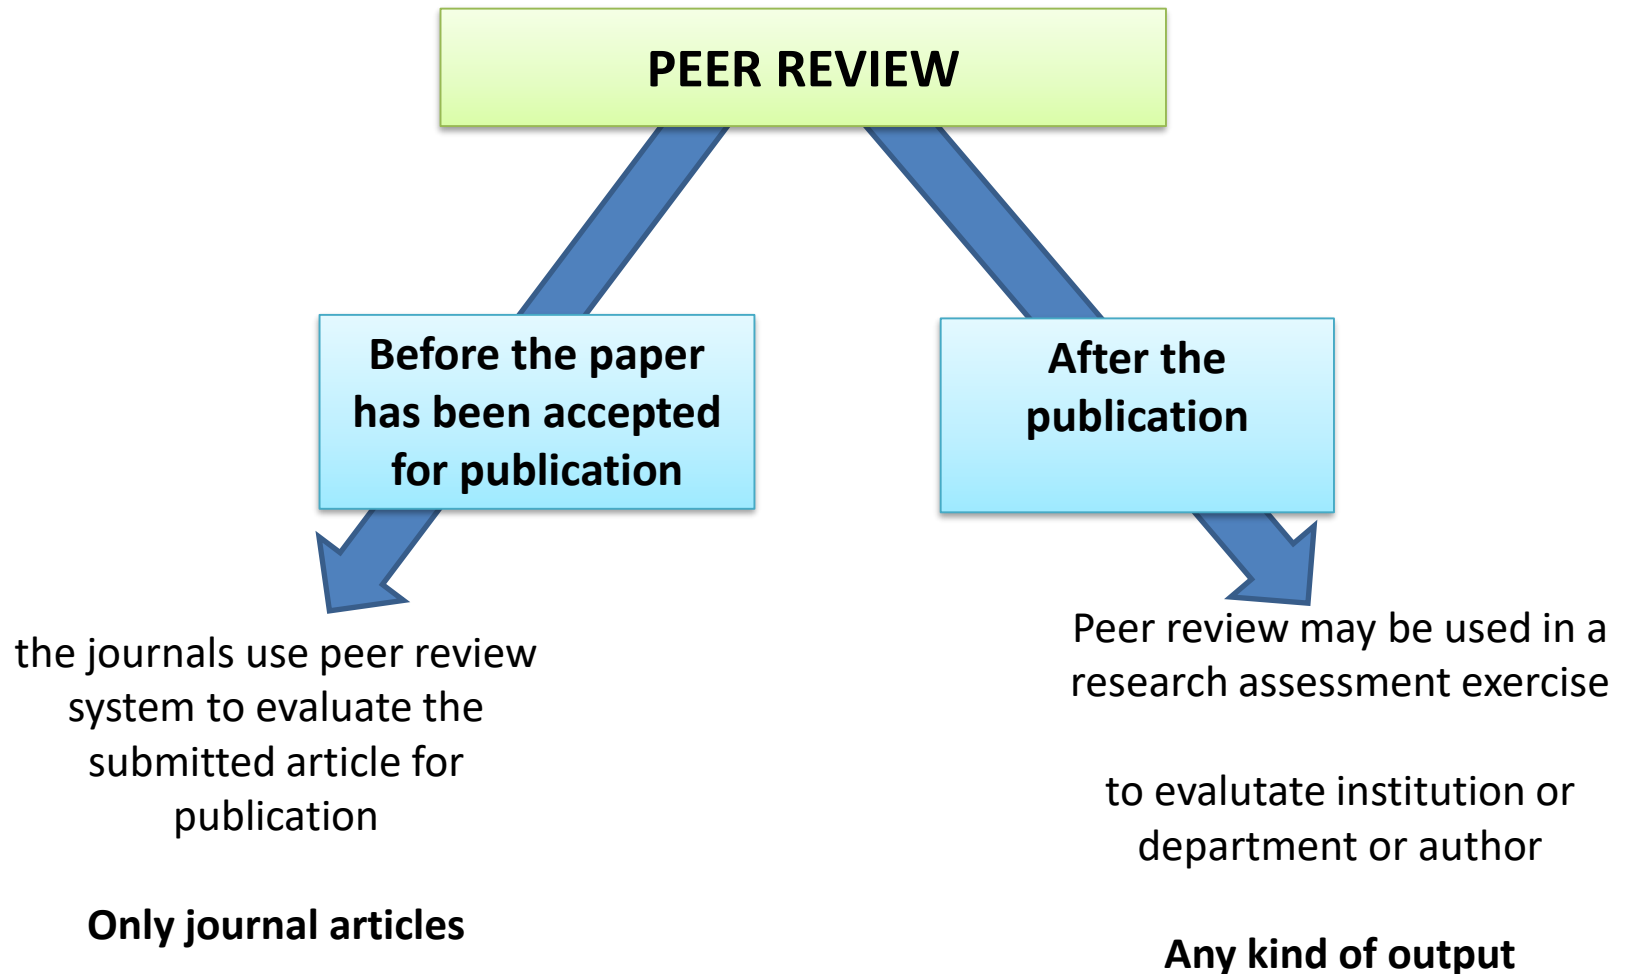 PEER REVIEW
Before the paper
has been accepted
for publication
the journals use peer review
system to evaluate the
submitted article for
publication
Only journal articles
After the
publication
Peer review may be used in a
research assessment exercise
to evalutate institution or
department or author
Any kind of output